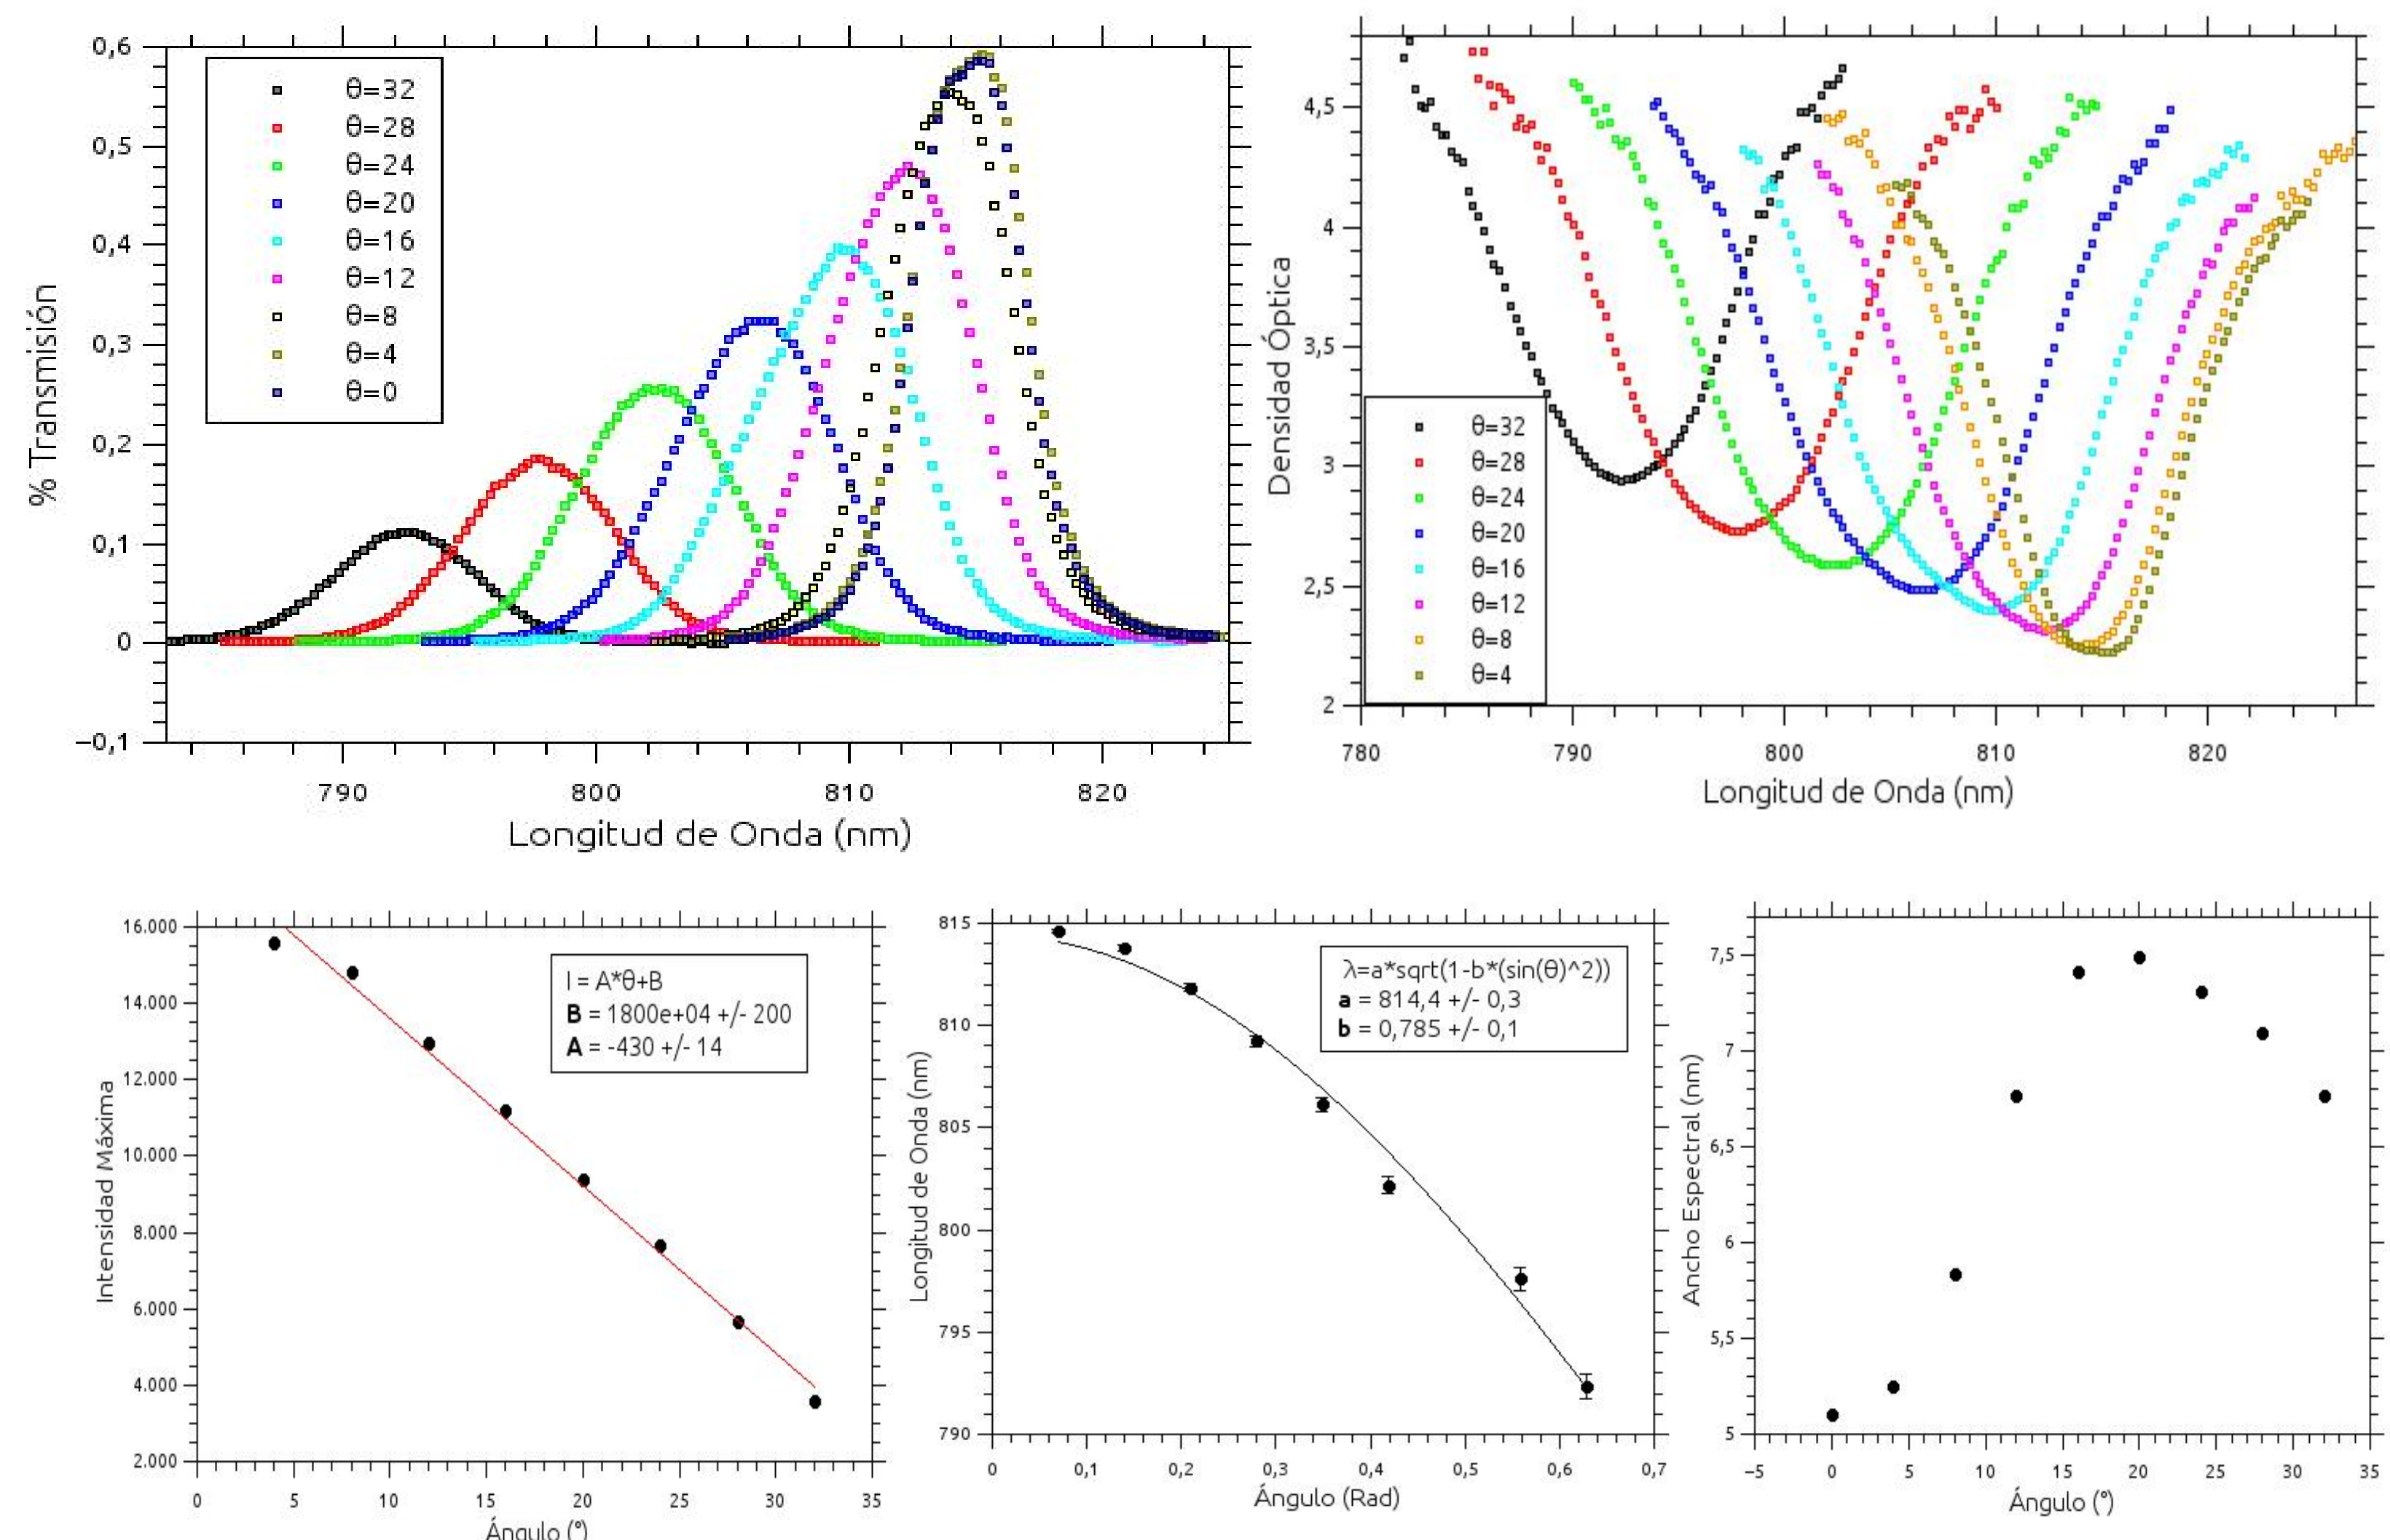 0,6
0,5
0,4
0,3
0,2
0,1
0
−0,1
% Transmisión
θ=32
θ=28
θ=24
θ=20
θ=16
θ=12
θ=8
θ=4
θ=0
790 800 810 820
Longitud de Onda (nm)
4,5
4
3,5
3
2,5
2
Densidad Óptica
θ=32
θ=28
θ=24
θ=20
θ=16
θ=12
θ=8
θ=4
780 790 800 810 820
Longitud de Onda (nm)
16.000
14.000
12.000
10.000
8.000
6.000
4.000
2.000
Intensidad Máxima
I = A*θ+B
B = 1800e+04 +/- 200
A = -430 +/- 14
0 5 10 15 20 25 30 35
Ángulo (°)
815
810
805
800
795
790
Longitud de Onda (nm)
λ=a*sqrt(1-b*(sin(θ)^2))
a = 814,4 +/- 0,3
b = 0,785 +/- 0,1
0 0,1 0,2 0,3 0,4 0,5 0,6 0,7
Ángulo (Rad)
7,5
7
6,5
6
5,5
5
Ancho Espectral (nm)
−5 0 5 10 15 20 25 30 35
Ángulo (°)